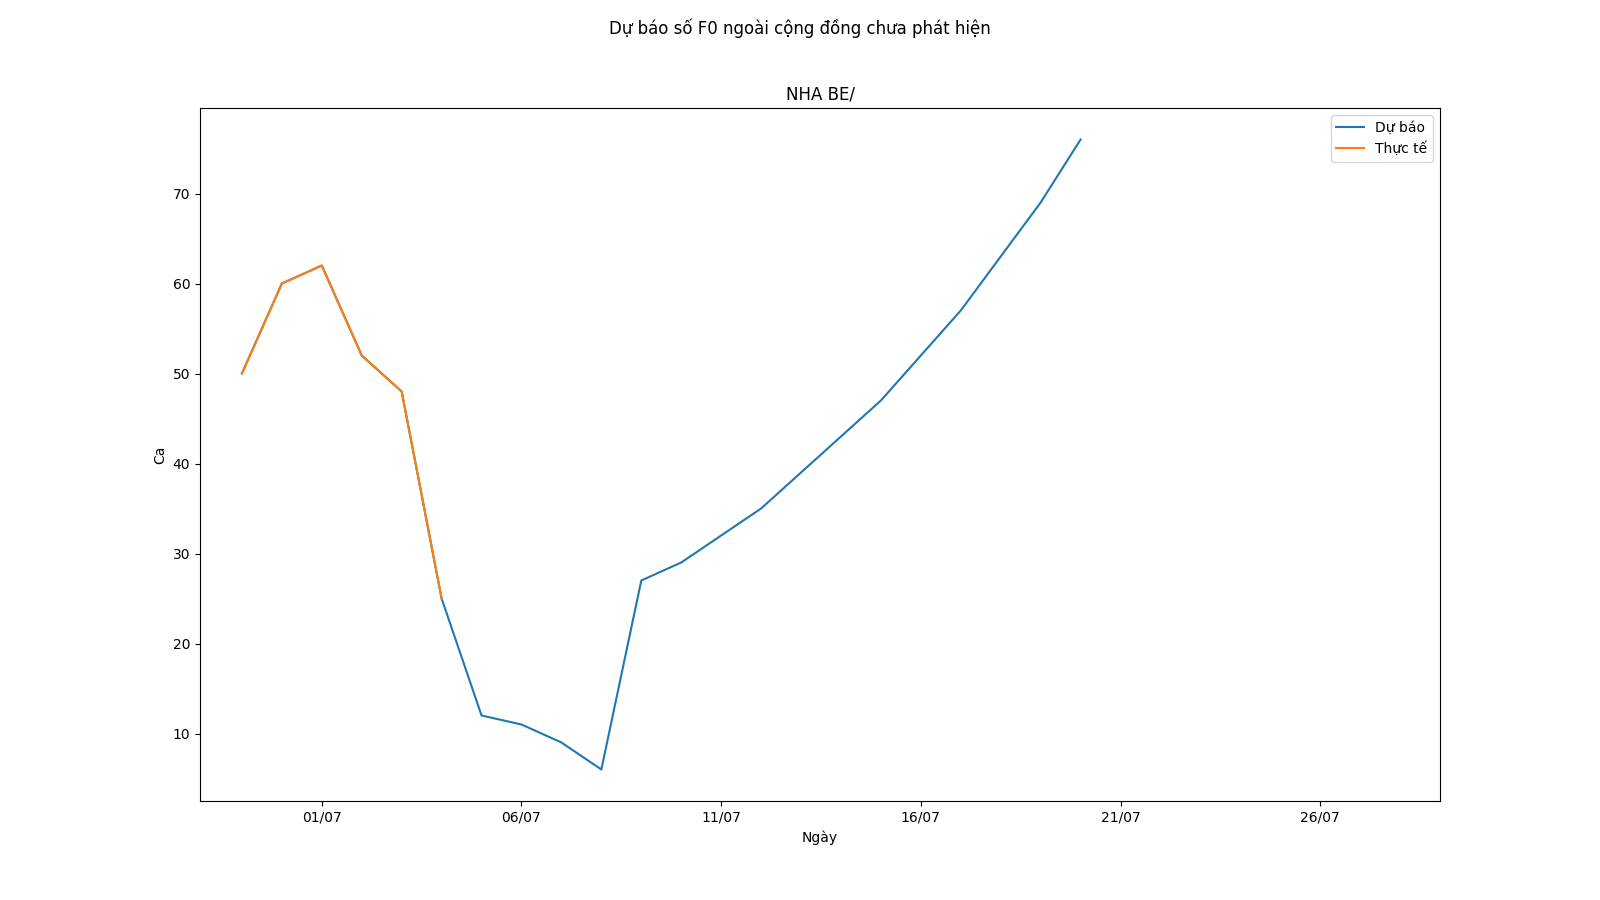 Dự báo số F0 ngoài cộng đồng chưa phát hiện
NHA BE/
Dự báo
Thực tế
70
60
50
40
30
20
10
Ca
01/07 06/07 11/07 16/07 21/07 26/07
Ngày